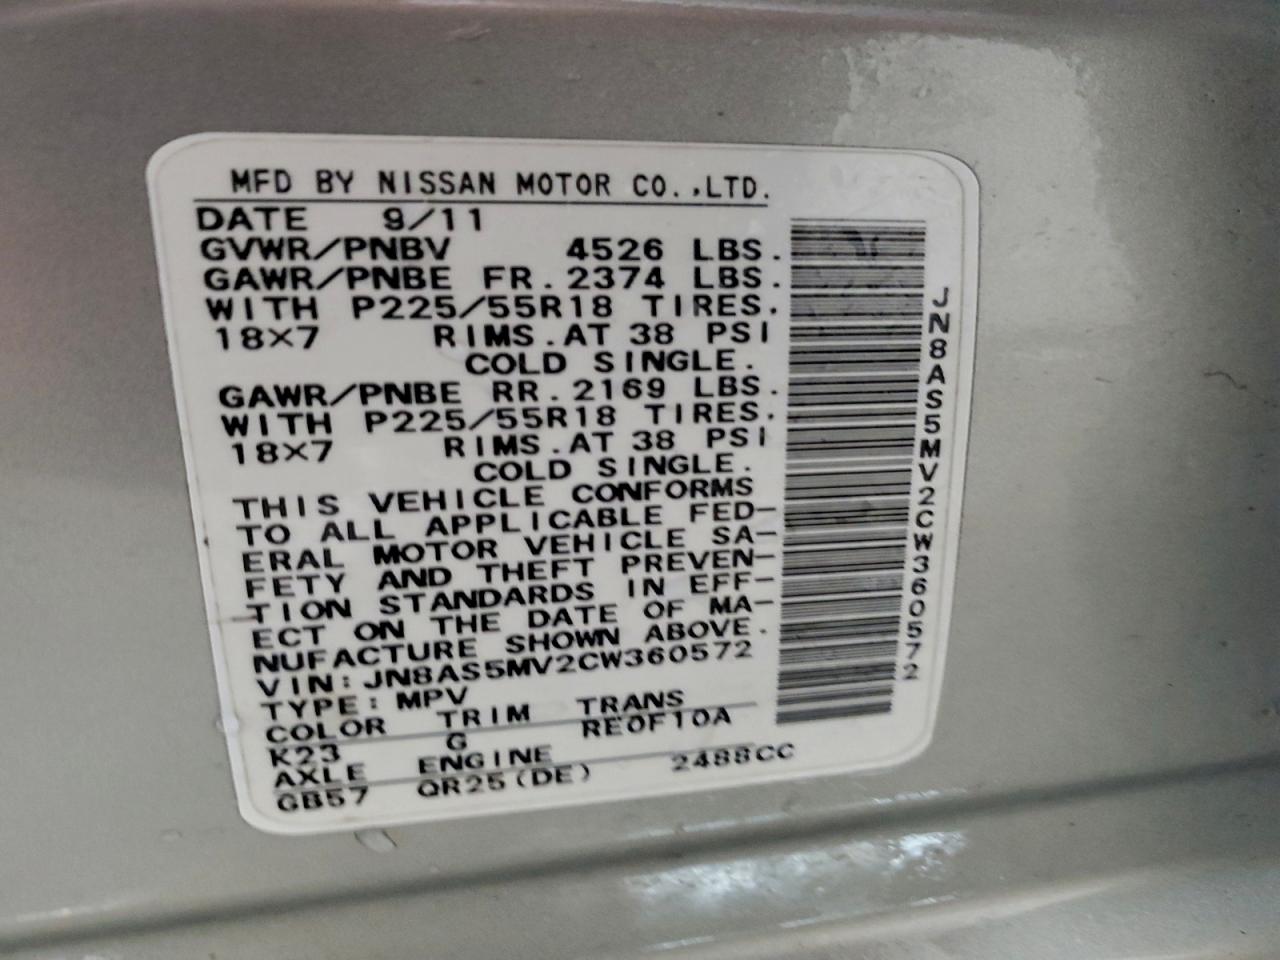 MFD BY NISSAN MOTOR CO.,LTD.
DATE 9/11
GVWR/PNBV 4526 LBS.
GAWR/PNBE FR.2374 LBS.
WITH P225/55R18 TIRES.
18X7 RIMS.AT 38 PSI
COLD SINGLE.
GAWR/PNBE RR.2169 LBS.
WITH P225/55R18 TIRES.
18X7 RIMS.AT 38 PSI
COLD SINGLE.
THIS VEHICLE CONFORMS
TO ALL APPLICABLE FED-
ERAL MOTOR VEHICLE SA-
FETY AND THEFT PREVEN-
TION STANDARDS IN EFF-
ECT ON THE DATE OF MA-
NUFACTURE SHOWN ABOVE.
VIN:JN8AS5MV2CW360572
TYPE:MPV
COLOR TRIM TRANS
K23 G RE0F10A
AXLE ENGINE
GB57 QR25(DE) 2488CC
JN8AS5MV2CW360572